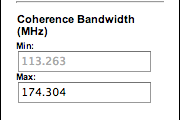 Coherence Bandwidth
(MHz)
Min:
113.263
Max:
174.304